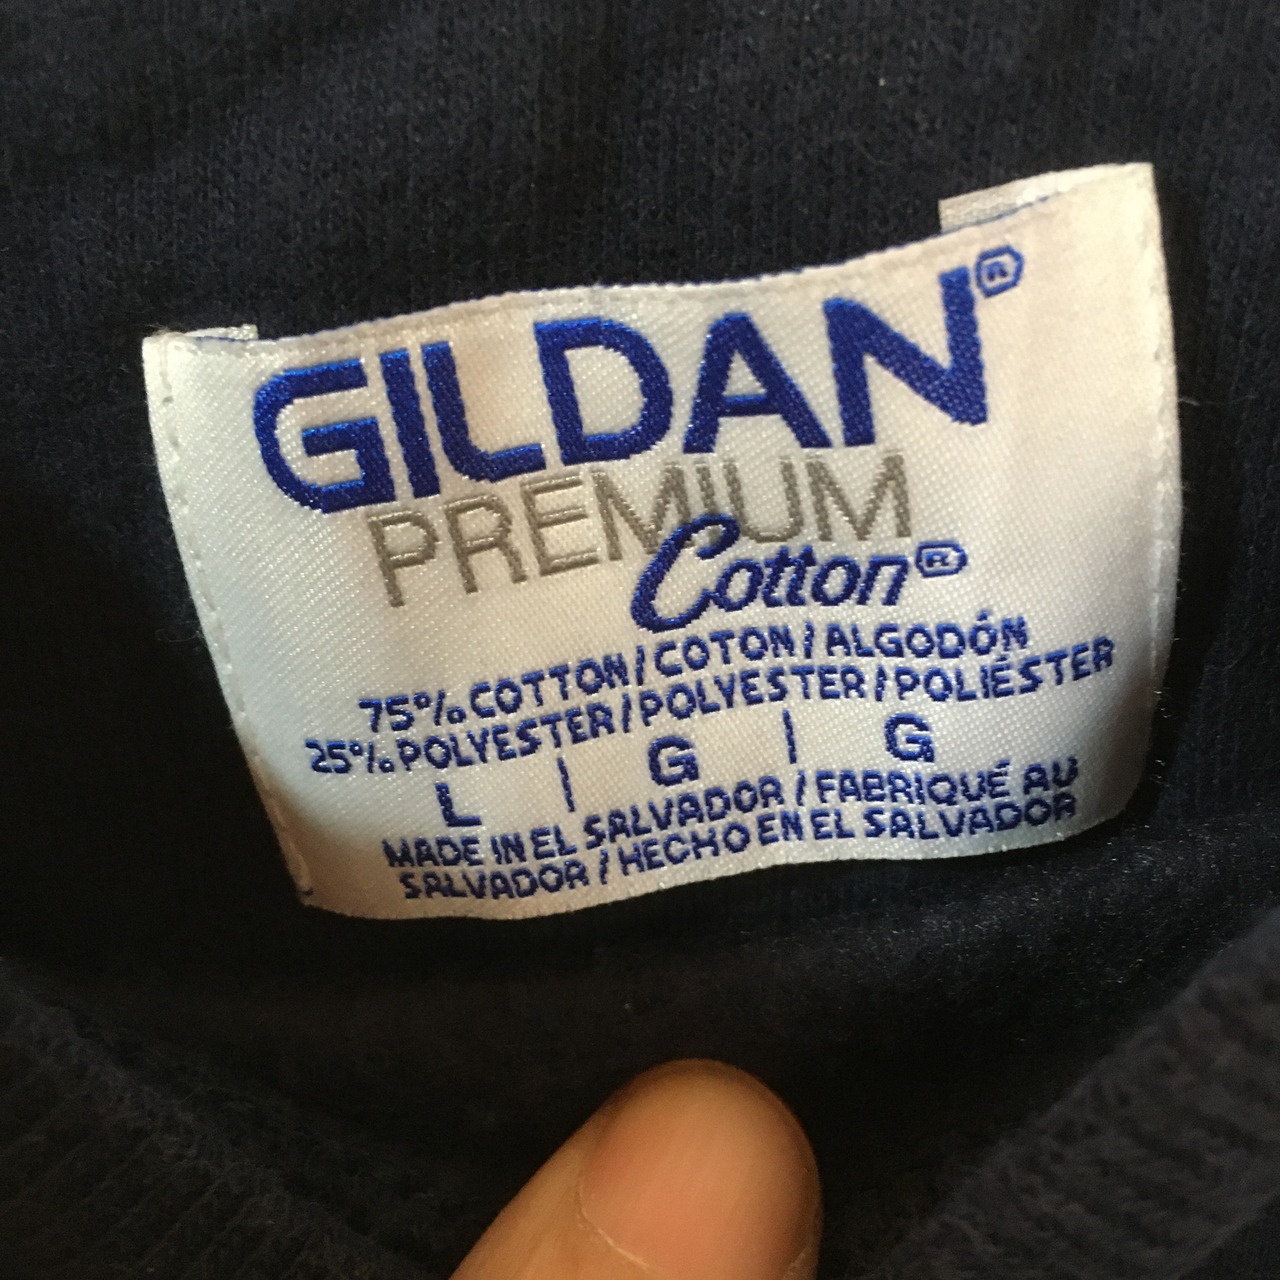 GILDAN®
PREMIUM
Cotton®
75% COTTON/COTON/ALGODÓN
25% POLYESTER/POLYESTER/POLIÉSTER
L | G | G
MADE IN EL SALVADOR/FABRIQUÉ AU
SALVADOR/HECHO EN EL SALVADOR